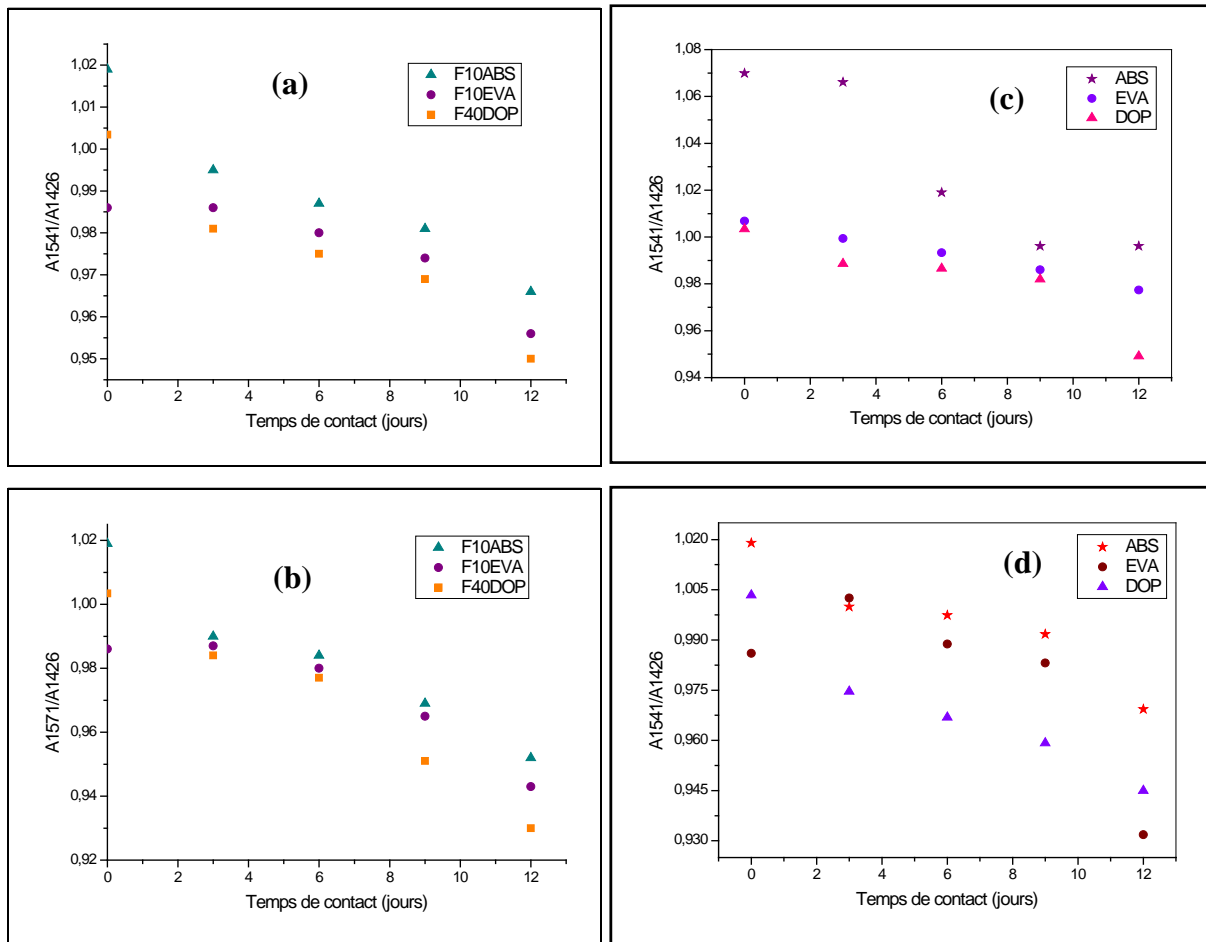 (a)
F10ABS
F10EVA
F40DOP
1,02
1,01
1,00
0,99
0,98
0,97
0,96
0,95
A1541/A1426
0 2 4 6 8 10 12
Temps de contact (jours)
(c)
ABS
EVA
DOP
1,08
1,06
1,04
1,02
1,00
0,98
0,96
0,94
A1541/A1426
0 2 4 6 8 10 12
Temps de contact (jours)
(b)
F10ABS
F10EVA
F40DOP
1,02
1,00
0,98
0,96
0,94
0,92
A1571/A1426
0 2 4 6 8 10 12
Temps de contact (jours)
(d)
ABS
EVA
DOP
1,020
1,005
0,990
0,975
0,960
0,945
0,930
A1541/A1426
0 2 4 6 8 10 12
Temps de contact (jours)